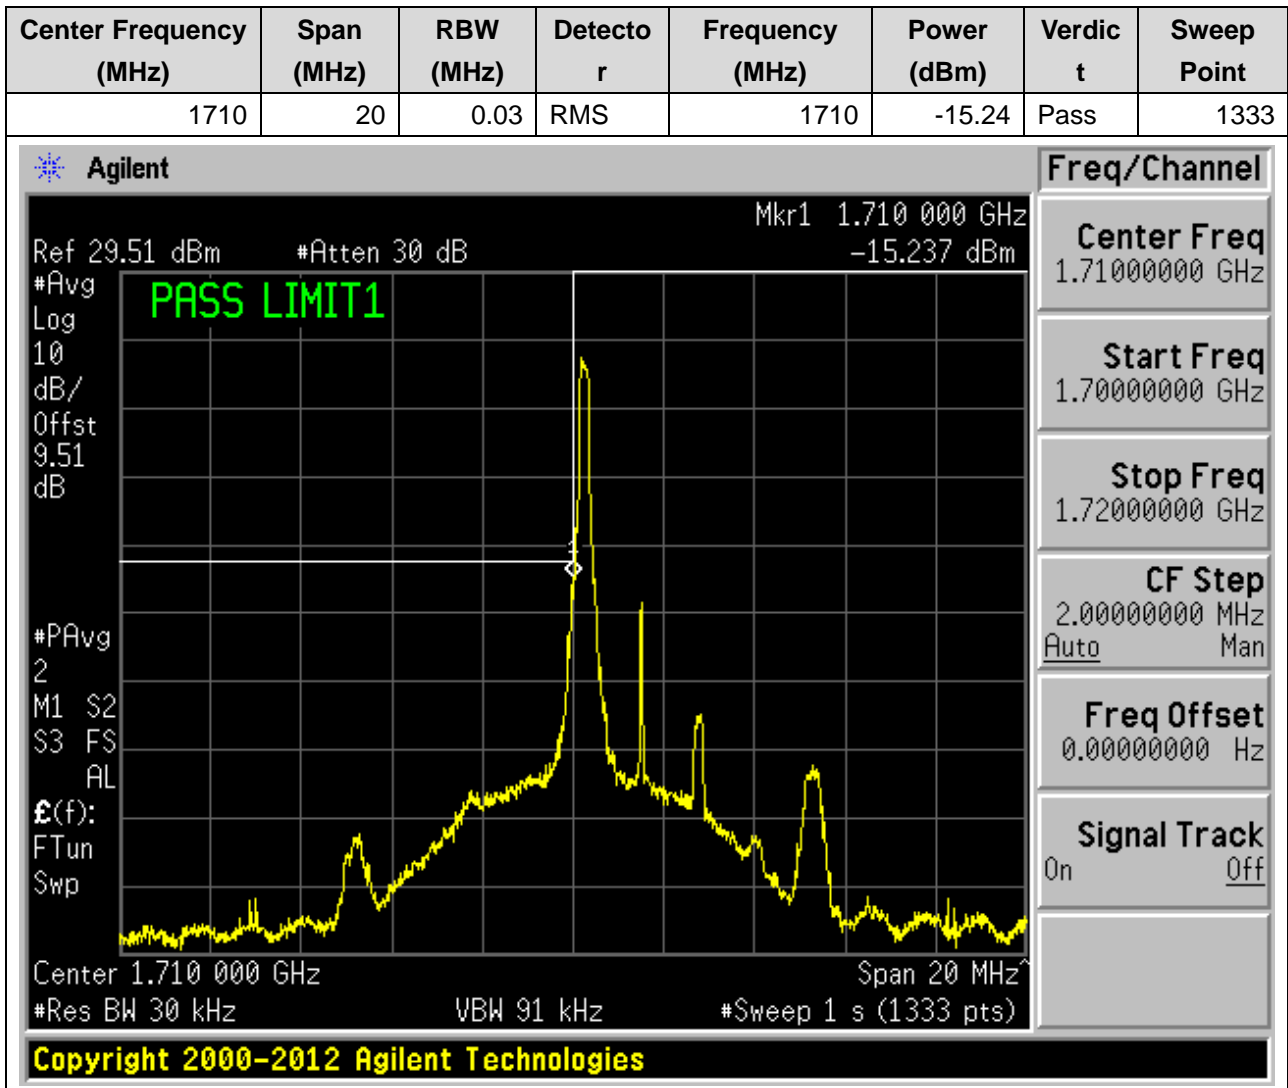 Center Frequency (MHz) Span (MHz) RBW (MHz) Detecto r Frequency (MHz) Power (dBm) Verdic t Sweep Point
1710 20 0.03 RMS 1710 -15.24 Pass 1333
Agilent
Freq/Channel
Mkr1 1.710 000 GHz
Ref 29.51 dBm #Atten 30 dB -15.237 dBm
#Avg
Log
10
dB/
Offst
9.51
dB
PASS LIMIT1
1
#PAvg
2
M1 S2
S3 FS
AL
£(f):
FTun
Swp
Center 1.710 000 GHz Span 20 MHz^
#Res BW 30 kHz VBW 91 kHz #Sweep 1 s (1333 pts)
Center Freq
1.71000000 GHz
Start Freq
1.70000000 GHz
Stop Freq
1.72000000 GHz
CF Step
2.00000000 MHz
Auto Man
Freq Offset
0.00000000 Hz
Signal Track
On Off
Copyright 2000-2012 Agilent Technologies